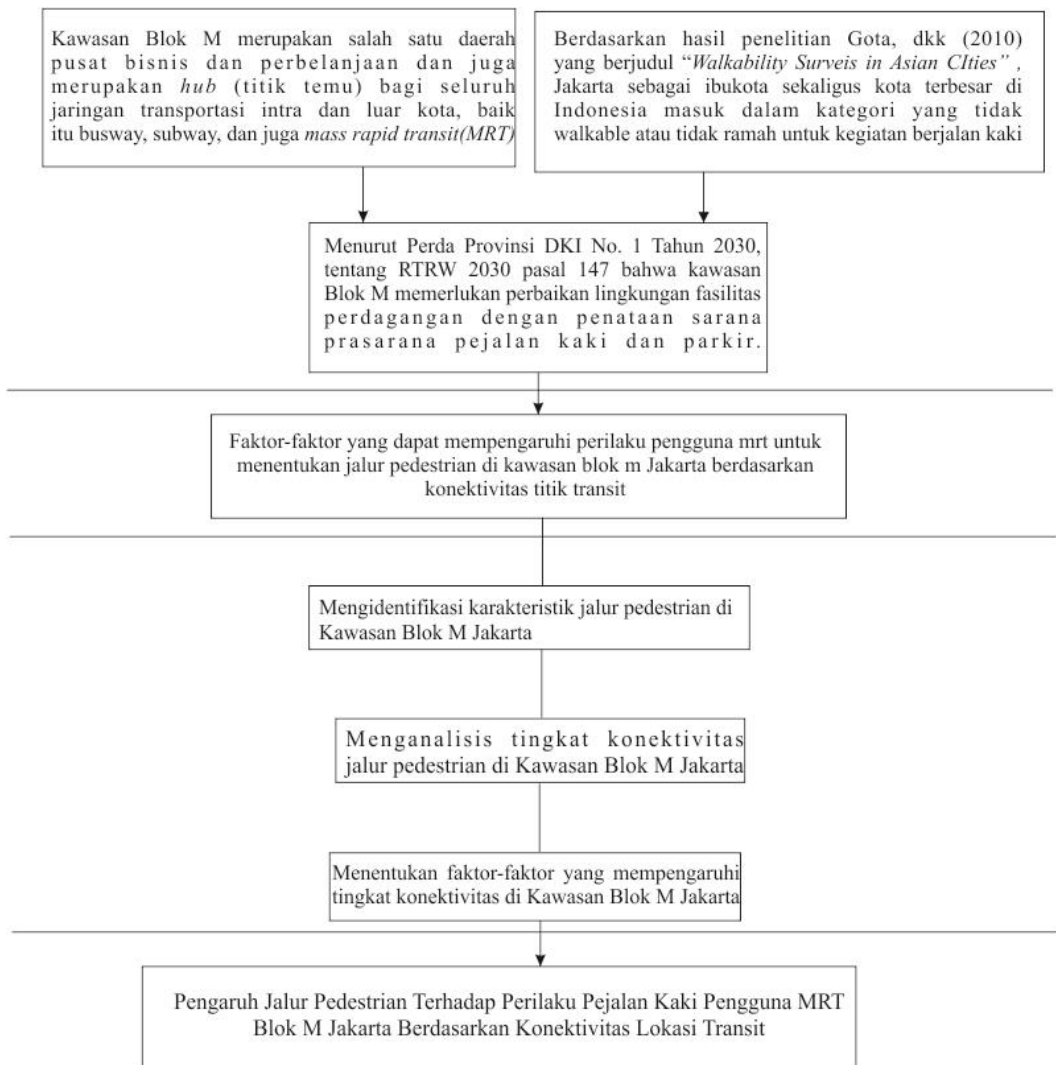 Kawasan Blok M merupakan salah satu daerah
pusat bisnis dan perbelanjaan dan juga
merupakan hub (titik temu) bagi seluruh
jaringan transportasi intra dan luar kota, baik
itu busway, subway, dan juga mass rapid transit(MRT)
Berdasarkan hasil penelitian Gota, dkk (2010)
yang berjudul “Walkability Surveis in Asian CIties” ,
Jakarta sebagai ibukota sekaligus kota terbesar di
Indonesia masuk dalam kategori yang tidak
walkable atau tidak ramah untuk kegiatan berjalan kaki
Menurut Perda Provinsi DKI No. 1 Tahun 2030,
tentang RTRW 2030 pasal 147 bahwa kawasan
Blok M memerlukan perbaikan lingkungan fasilitas
perdagangan dengan penataan sarana
prasarana pejalan kaki dan parkir.
Faktor-faktor yang dapat mempengaruhi perilaku pengguna mrt untuk
menentukan jalur pedestrian di kawasan blok m Jakarta berdasarkan
konektivitas titik transit
Mengidentifikasi karakteristik jalur pedestrian di
Kawasan Blok M Jakarta
Menganalisis tingkat konektivitas
jalur pedestrian di Kawasan Blok M Jakarta
Menentukan faktor-faktor yang mempengaruhi
tingkat konektivitas di Kawasan Blok M Jakarta
Pengaruh Jalur Pedestrian Terhadap Perilaku Pejalan Kaki Pengguna MRT
Blok M Jakarta Berdasarkan Konektivitas Lokasi Transit